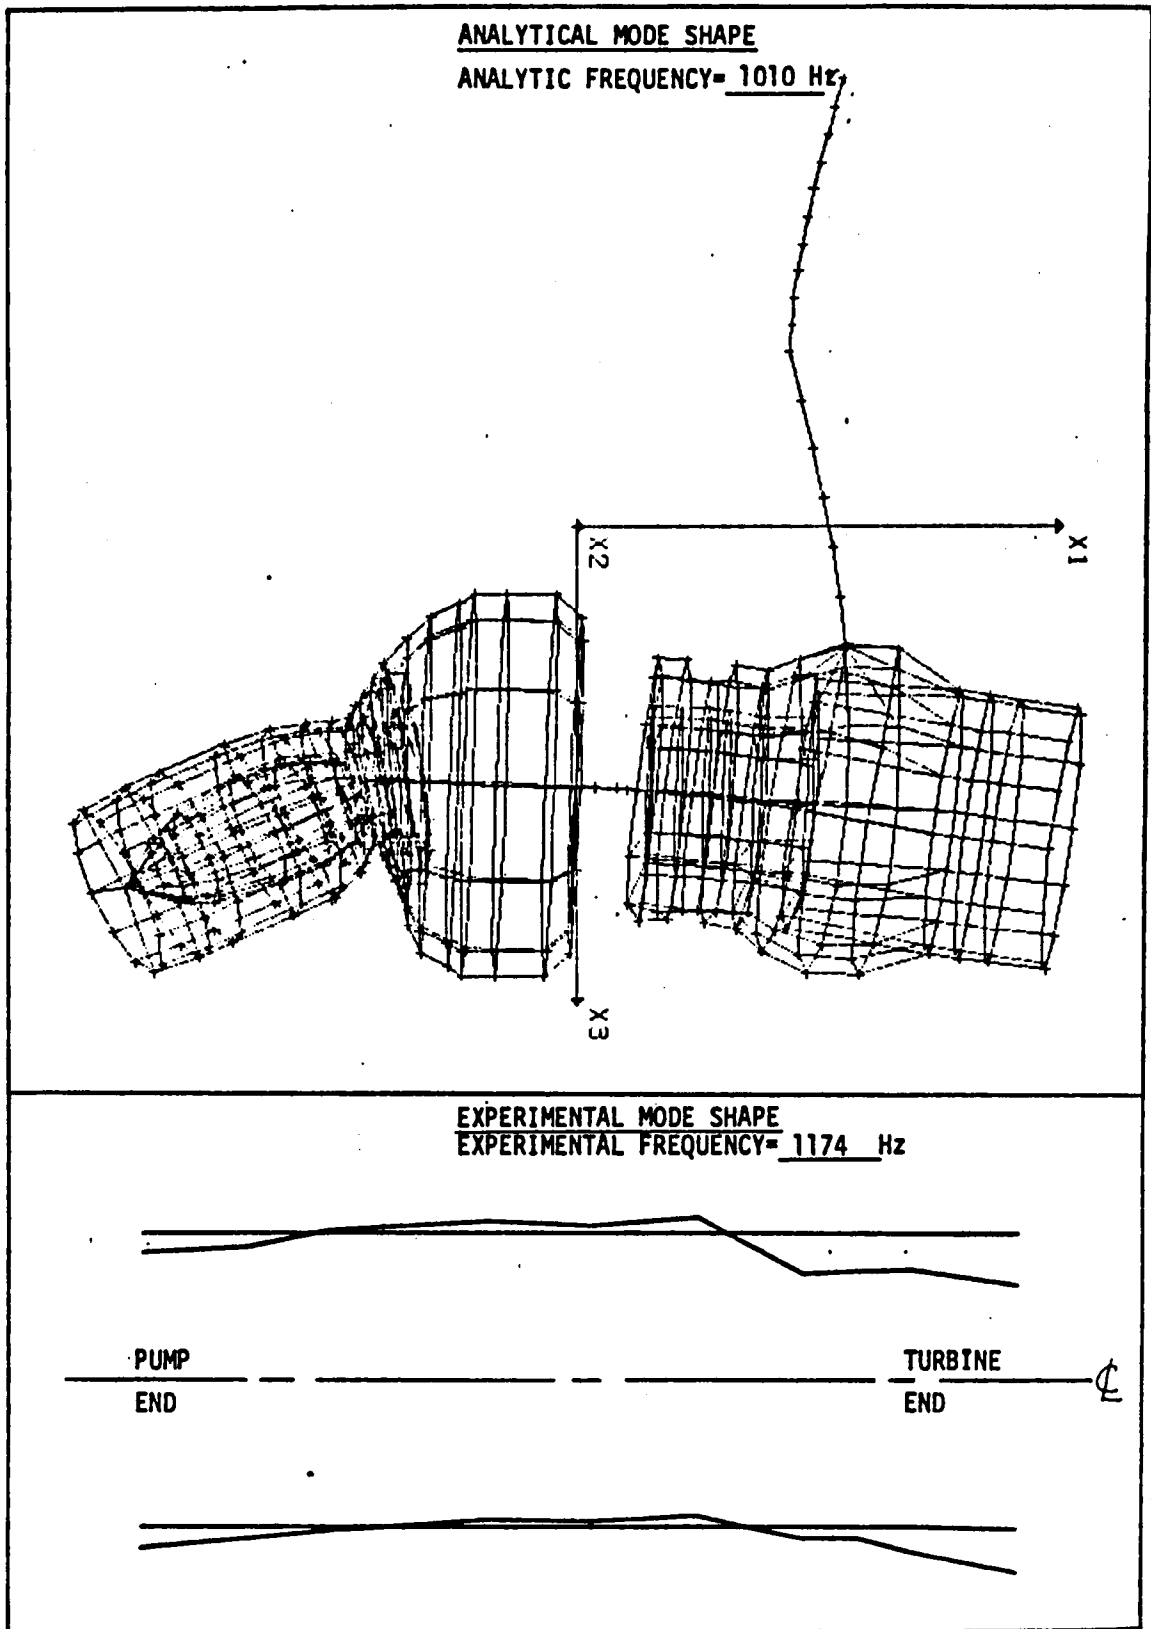 ANALYTICAL MODE SHAPE
ANALYTIC FREQUENCY= 1010 Hz
X1
X2
X3
EXPERIMENTAL MODE SHAPE
EXPERIMENTAL FREQUENCY= 1174 Hz
PUMP
END
TURBINE
END
℄